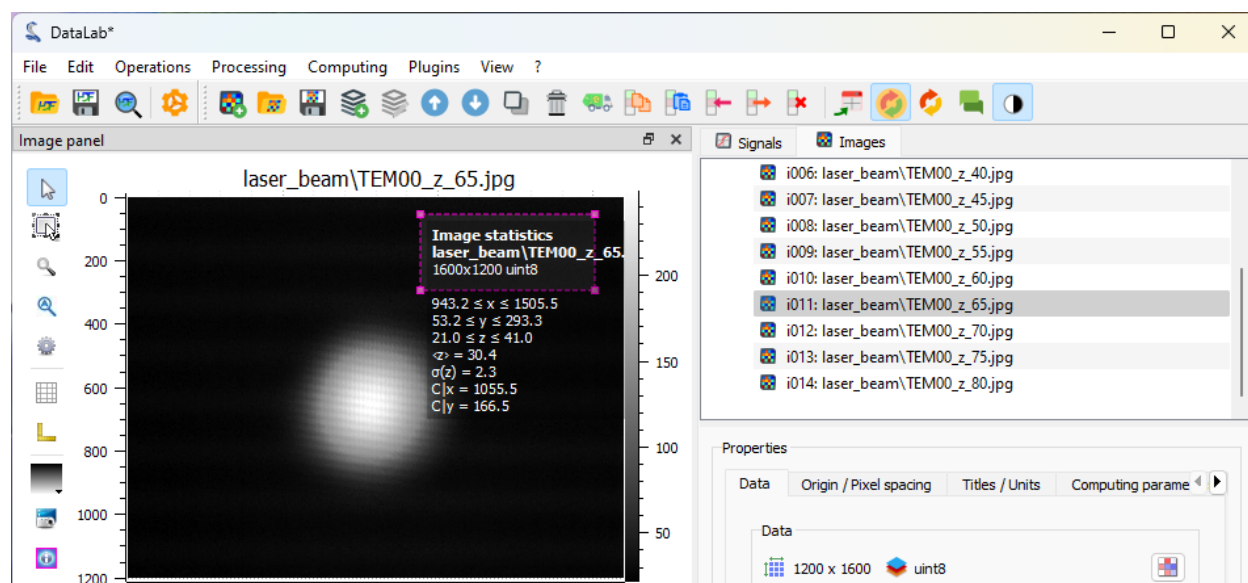 DataLab*
File Edit Operations Processing Computing Plugins View ?
Image panel
laser_beam\TEM00_z_65.jpg
0
200
400
600
800
1000
1200
Image statistics
laser_beam\TEM00_z_65.
1600x1200 uint8
943.2 ≤ x ≤ 1505.5
53.2 ≤ y ≤ 293.3
21.0 ≤ z ≤ 41.0
<z> = 30.4
σ(z) = 2.3
C|x = 1055.5
C|y = 166.5
200
150
100
50
Signals Images
i006: laser_beam\TEM00_z_40.jpg
i007: laser_beam\TEM00_z_45.jpg
i008: laser_beam\TEM00_z_50.jpg
i009: laser_beam\TEM00_z_55.jpg
i010: laser_beam\TEM00_z_60.jpg
i011: laser_beam\TEM00_z_65.jpg
i012: laser_beam\TEM00_z_70.jpg
i013: laser_beam\TEM00_z_75.jpg
i014: laser_beam\TEM00_z_80.jpg
Properties
Data Origin / Pixel spacing Titles / Units Computing parame
Data
1200 x 1600 uint8